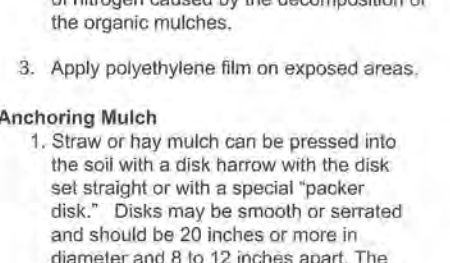 of nitrogen caused by the decomposition of
the organic mulches.
3. Apply polyethylene film on exposed areas.
Anchoring Mulch
1. Straw or hay mulch can be pressed into
the soil with a disk harrow with the disk
set straight or with a special “packer
disk.” Disks may be smooth or serrated
and should be 20 inches or more in
diameter and 8 to 12 inches apart. The